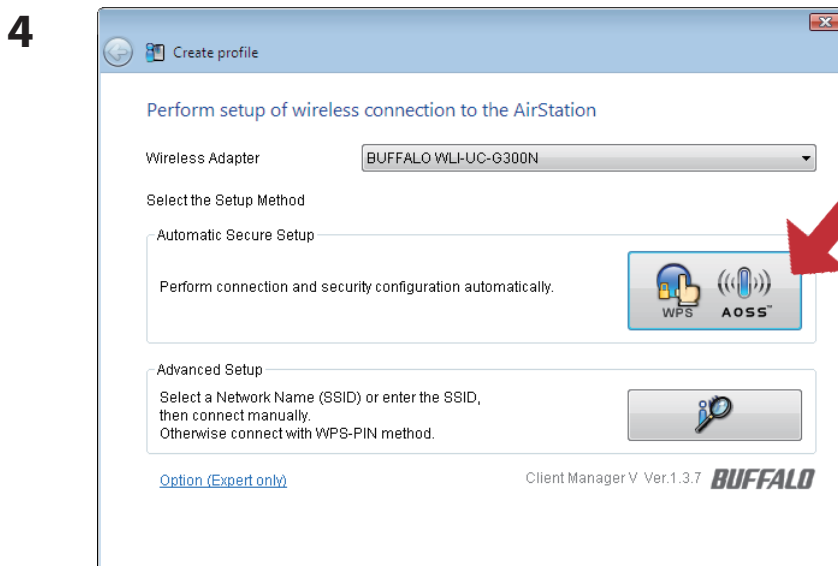 4
Create profile
Perform setup of wireless connection to the AirStation
Wireless Adapter
BUFFALO WLI-UC-G300N
Select the Setup Method
Automatic Secure Setup
Perform connection and security configuration automatically.
WPS AOSS™
Advanced Setup
Select a Network Name (SSID) or enter the SSID,
then connect manually.
Otherwise connect with WPS-PIN method.
Option (Expert only)
Client Manager V Ver.1.3.7 BUFFALO